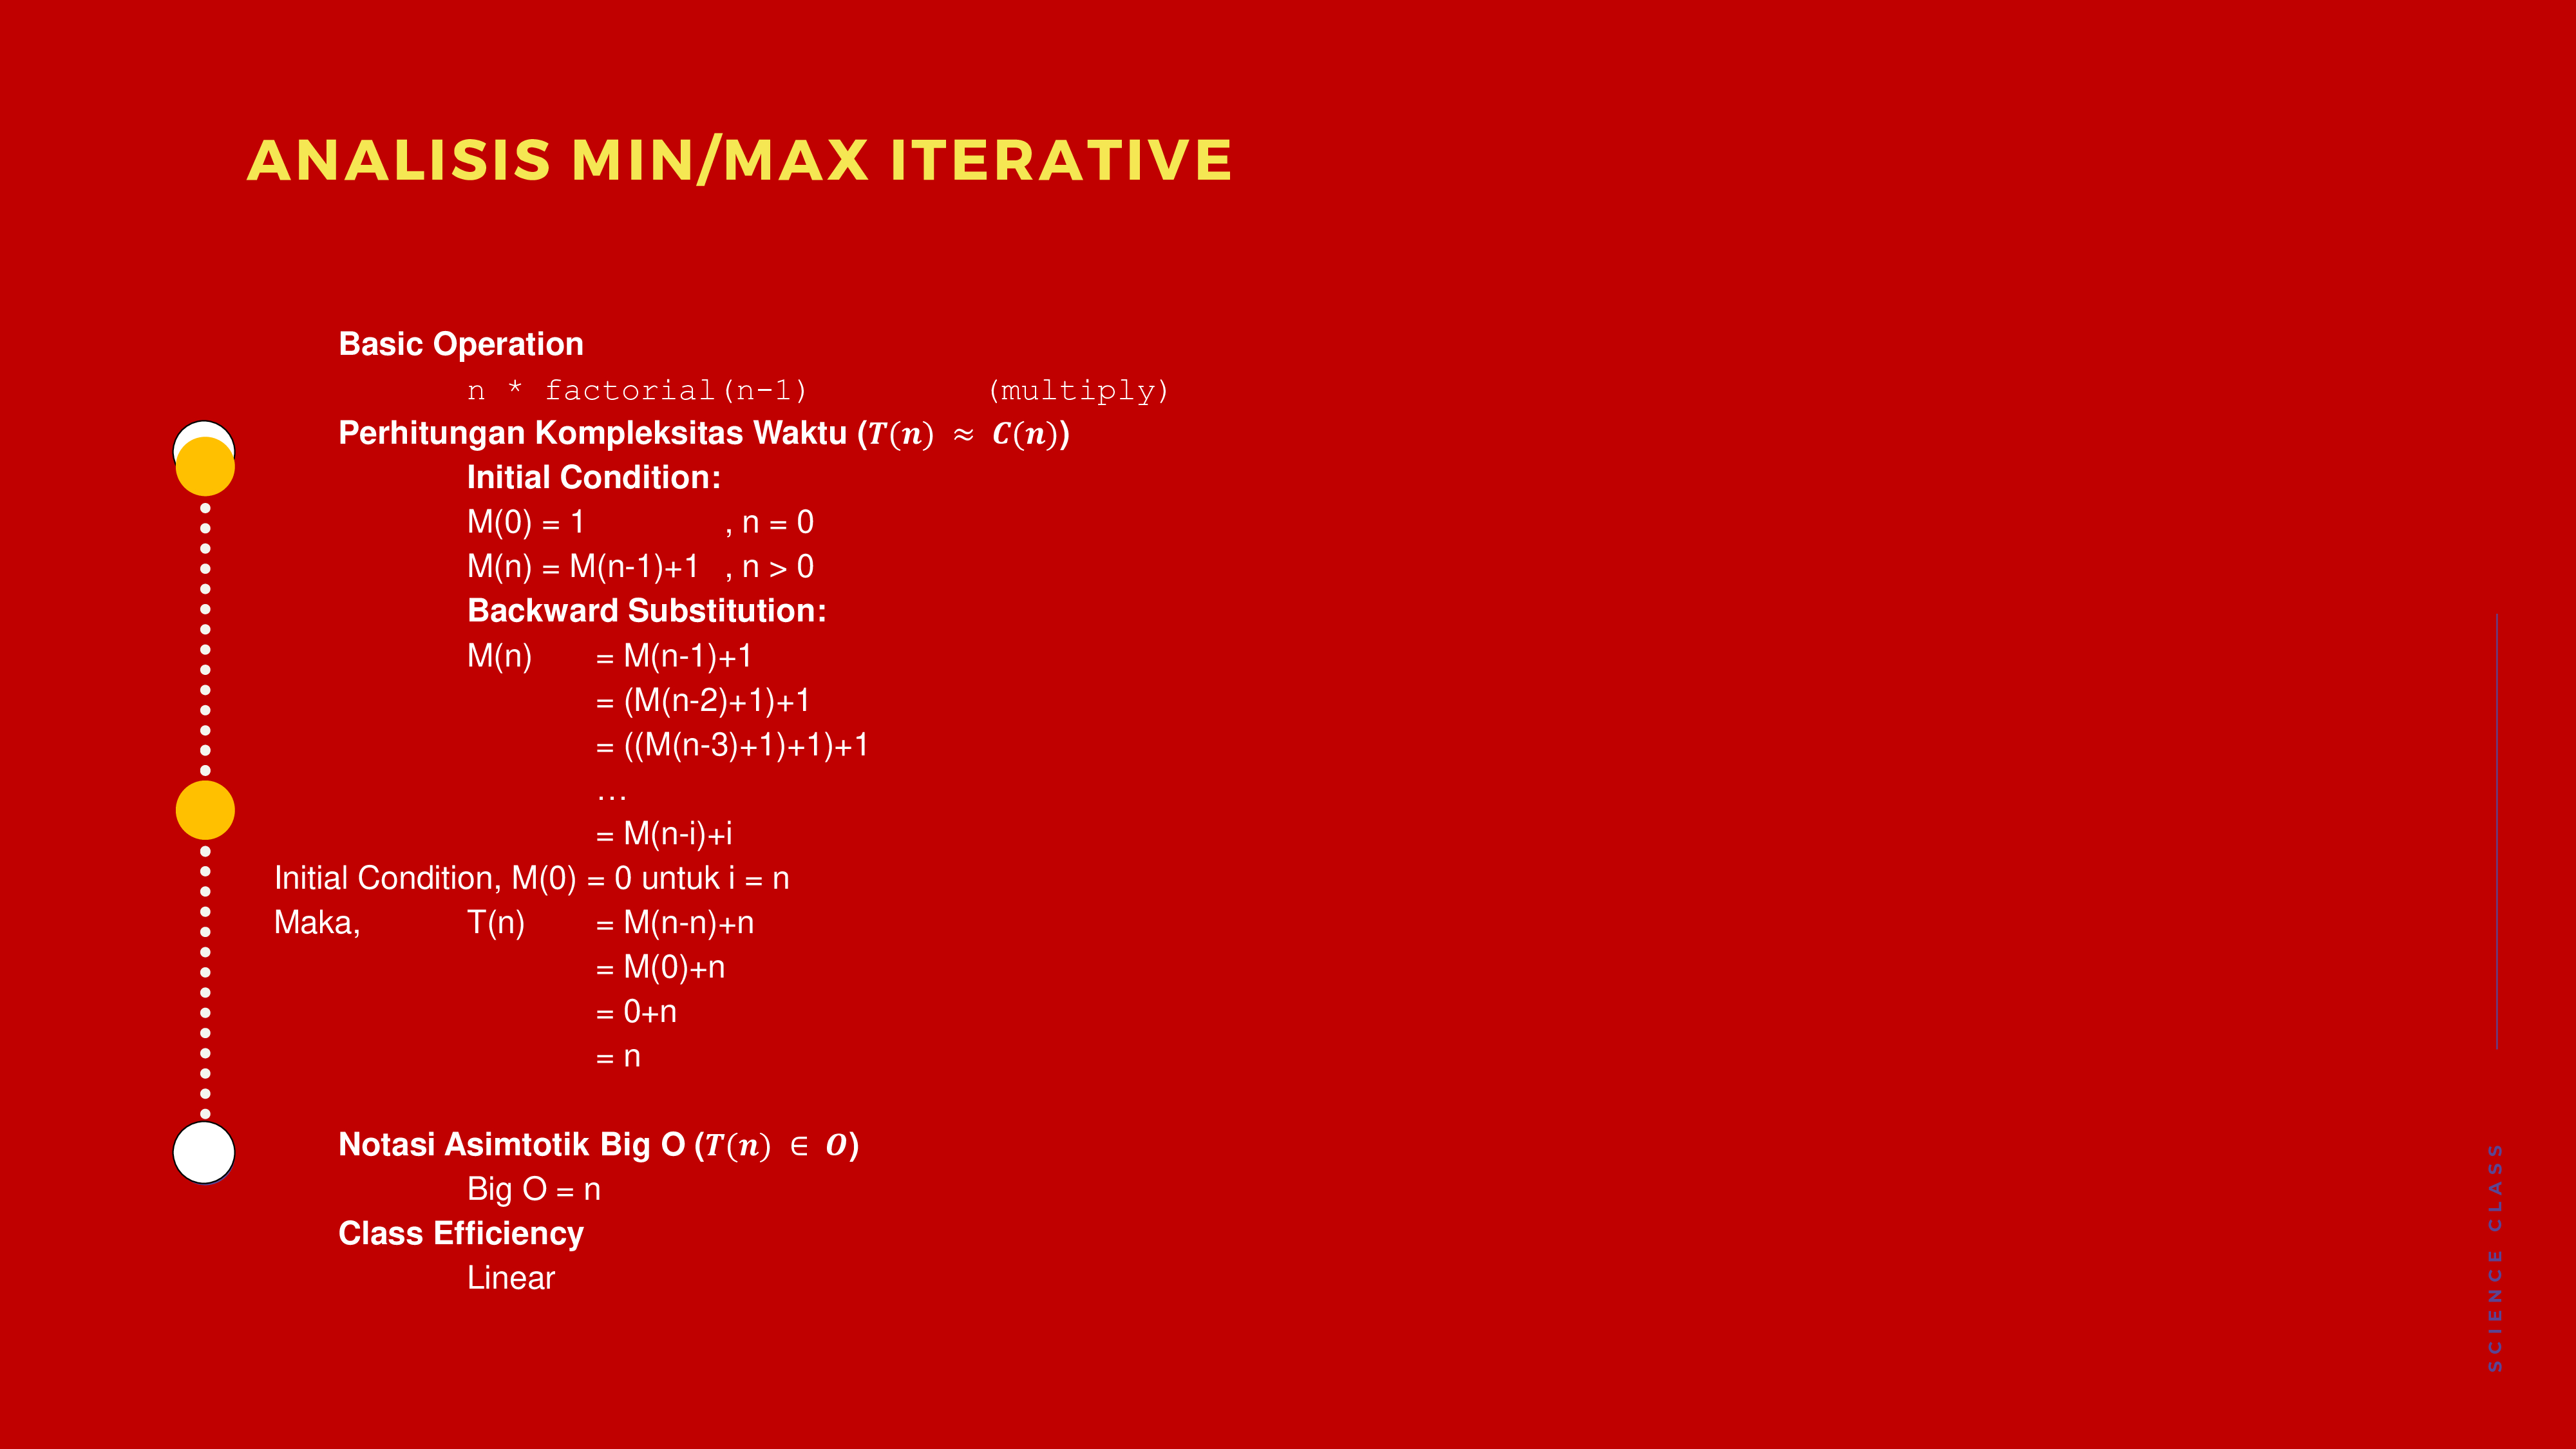 ANALISIS MIN/MAX ITERATIVE
Basic Operation
n * factorial(n-1) (multiply)
Perhitungan Kompleksitas Waktu (T(n) ≈ C(n))
Initial Condition:
M(0) = 1 , n = 0
M(n) = M(n-1)+1 , n > 0
Backward Substitution:
M(n) = M(n-1)+1
= (M(n-2)+1)+1
= ((M(n-3)+1)+1)+1
…
= M(n-i)+i
Initial Condition, M(0) = 0 untuk i = n
Maka, T(n) = M(n-n)+n
= M(0)+n
= 0+n
= n
Notasi Asimtotik Big O (T(n) ∈ O)
Big O = n
Class Efficiency
Linear
SCIENCE CLASS